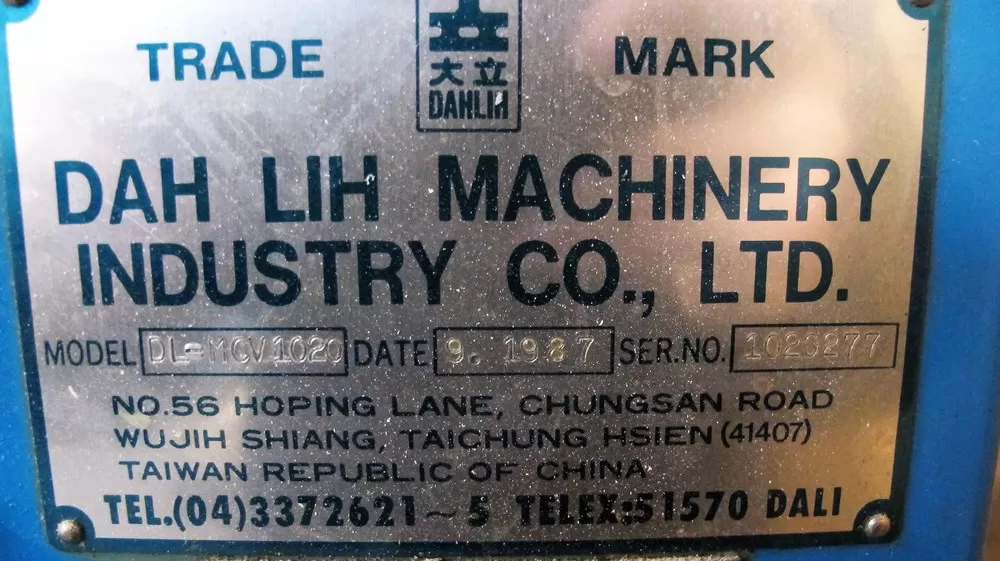 TRADE MARK
大立
DAHLIH
DAH LIH MACHINERY
INDUSTRY CO., LTD.
MODEL DL-MCV1020 DATE 9. 1987 SER.NO. 1020277
NO.56 HOPING LANE, CHUNGSAN ROAD
WUJIH SHIANG, TAICHUNG HSIEN (41407)
TAIWAN REPUBLIC OF CHINA
TEL.(04)3372621~5 TELEX:51570 DALI